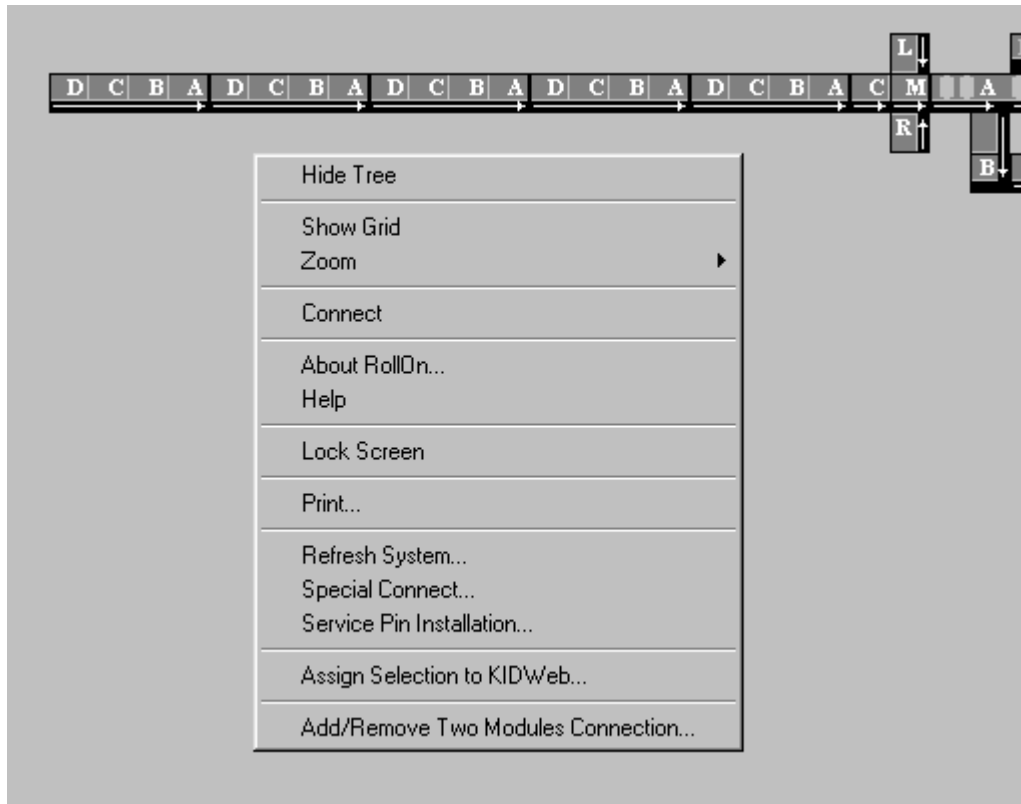 L
D C B A D C B A D C B A D C B A D C B A C M A
R
B
Hide Tree
Show Grid
Zoom
Connect
About RollOn...
Help
Lock Screen
Print...
Refresh System...
Special Connect...
Service Pin Installation...
Assign Selection to KIDWeb...
Add/Remove Two Modules Connection...